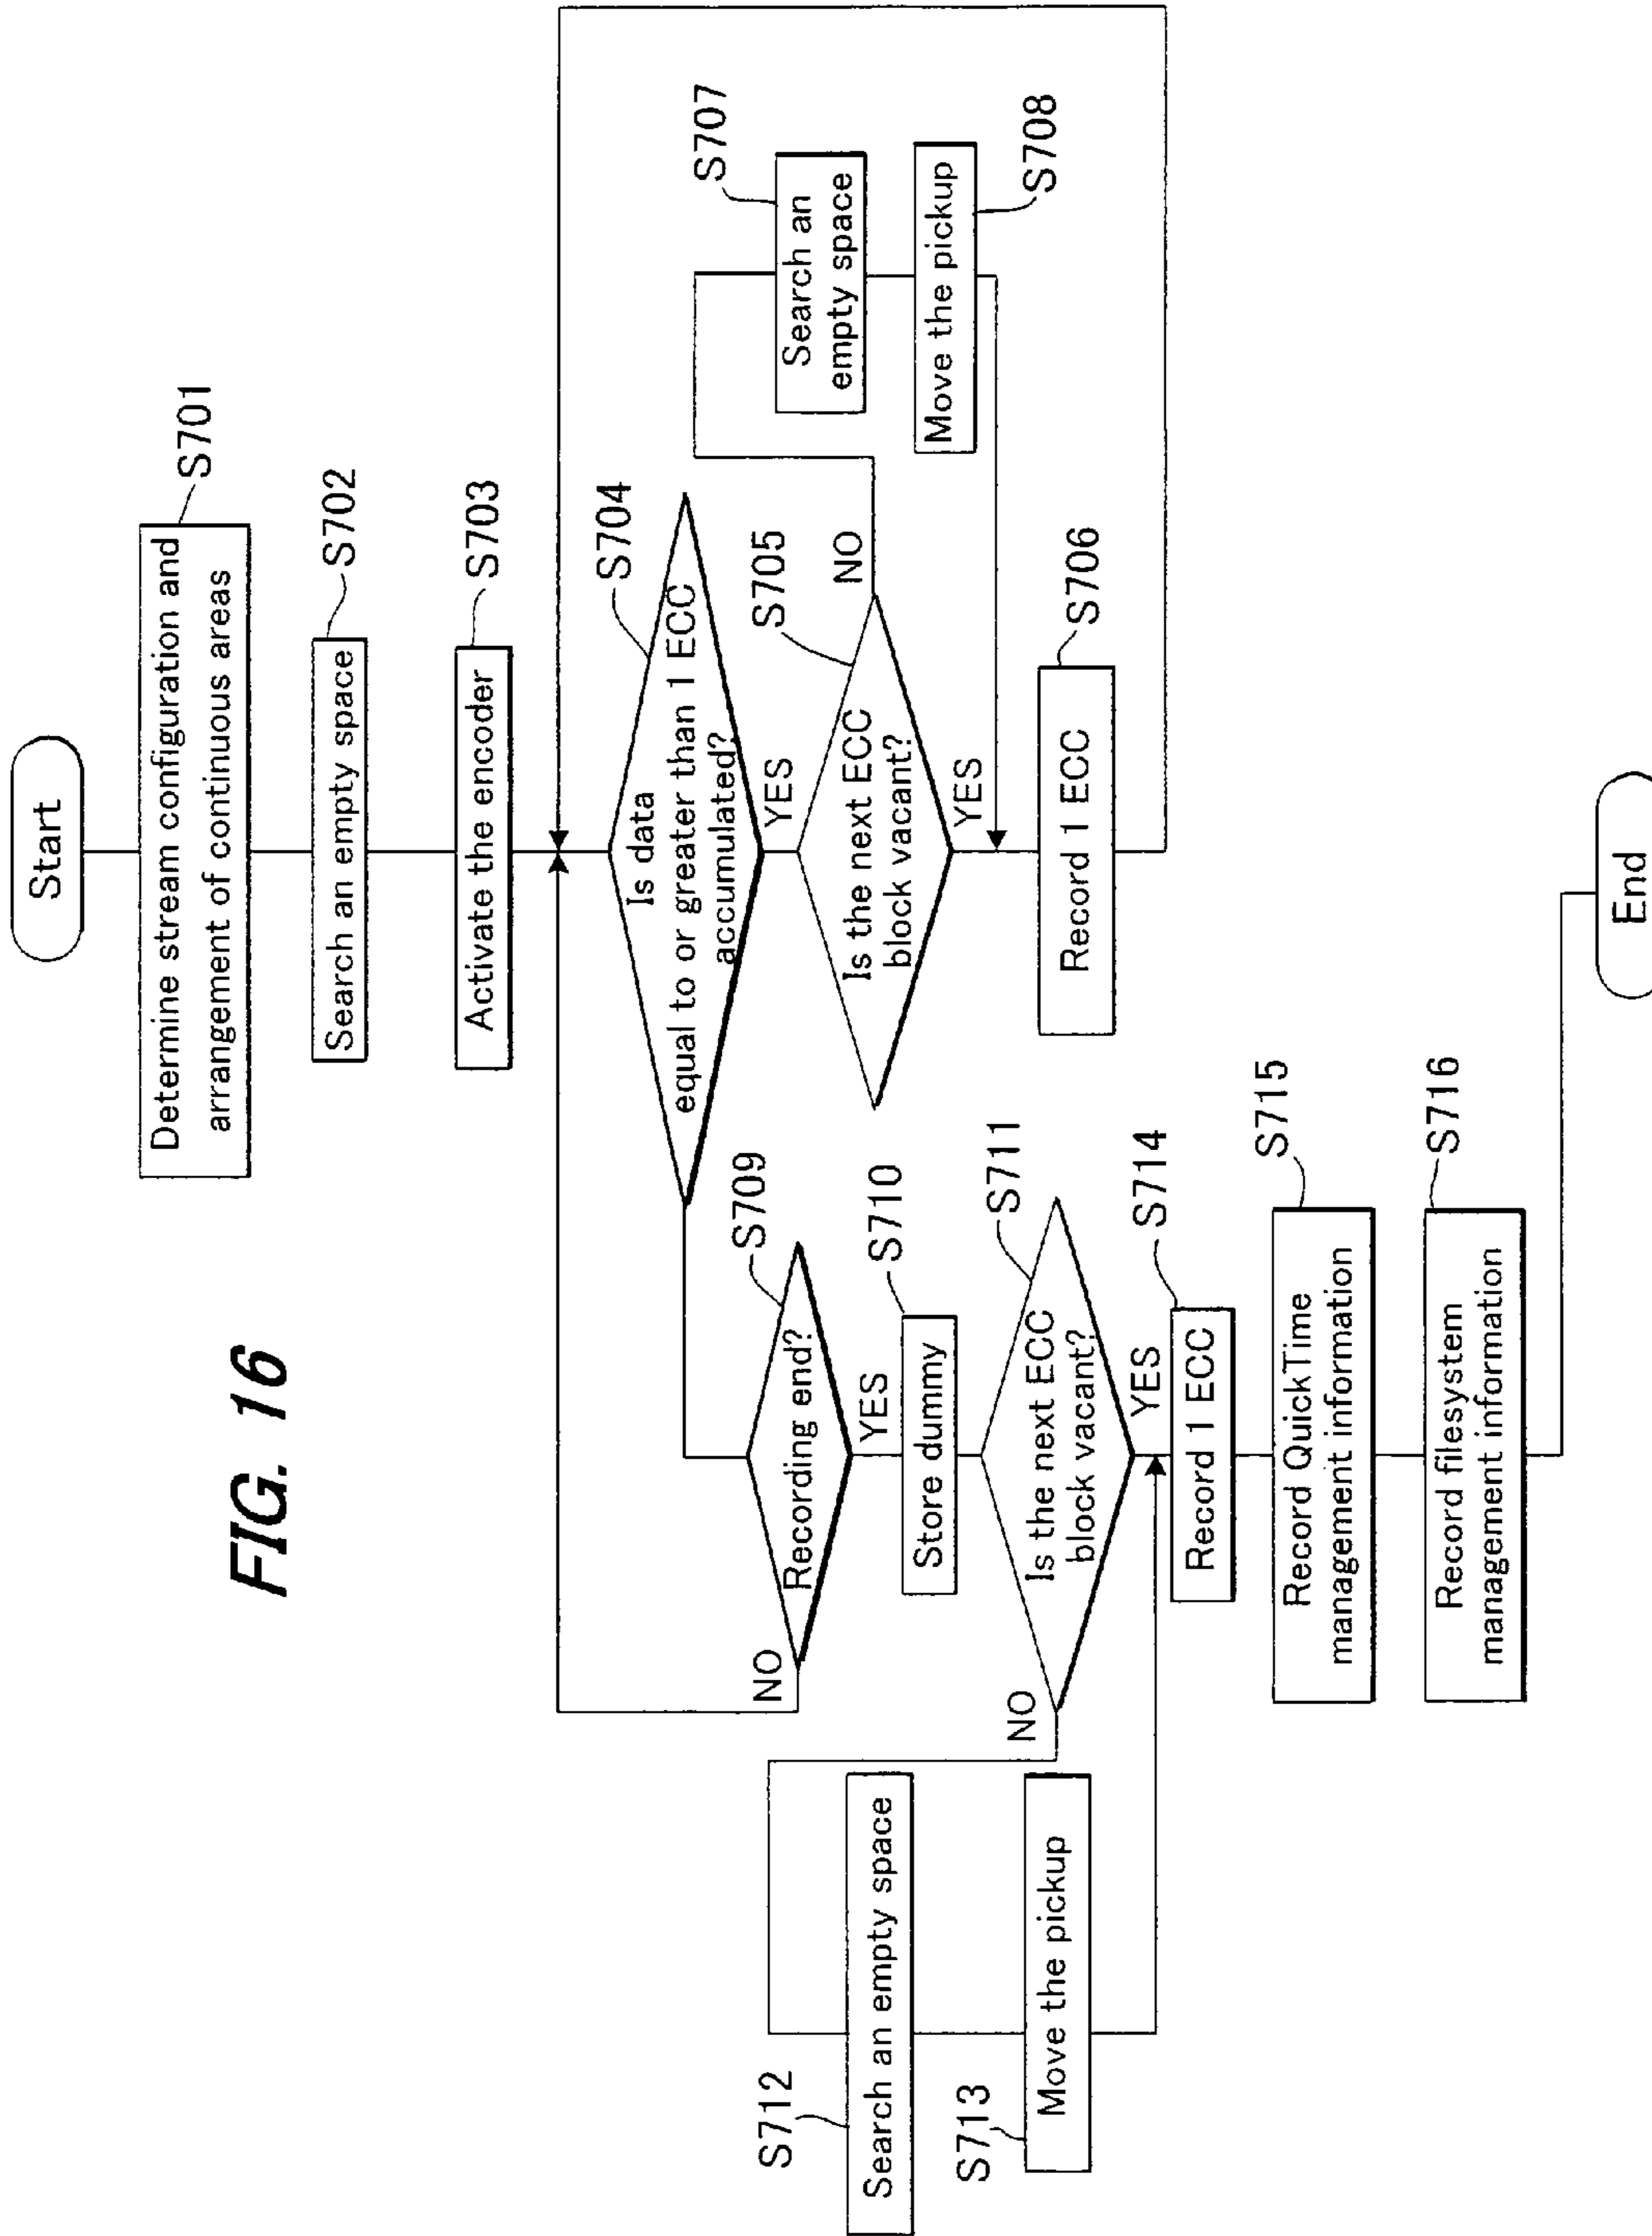 FIG. 16
Start
Determine stream configuration and
arrangement of continuous areas
S701
Search an empty space
S702
Activate the encoder
S703
Is data
equal to or greater than 1 ECC
accumulated?
S704
YES
Is the next ECC
block vacant?
S705
NO
YES
Search an
empty space
S707
Move the pickup
S708
Record 1 ECC
S706
Recording end?
S709
NO
YES
Store dummy
S710
Is the next ECC
block vacant?
S711
NO
YES
Search an empty space
S712
Move the pickup
S713
Record 1 ECC
S714
Record QuickTime
management information
S715
Record filesystem
management information
S716
End